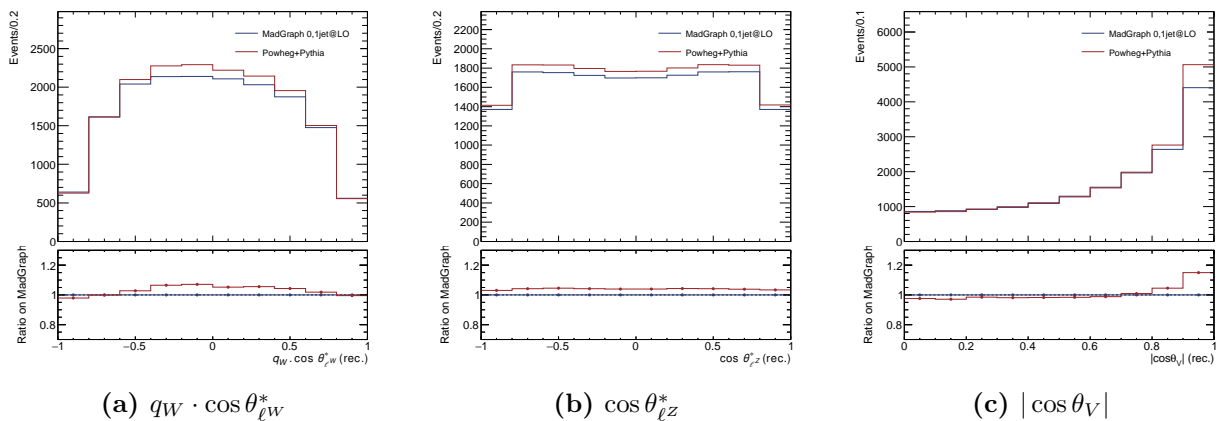 Events/0.2
MadGraph 0,1jet@LO
Powheg+Pythia
2500
2000
1500
1000
500
0
Ratio on MadGraph
1.2
1
0.8
−1 −0.5 0 0.5 1
q_W · cos θ*_{ℓ^W} (rec.)
(a) q_W · cos θ*_{ℓ^W}
Events/0.2
MadGraph 0,1jet@LO
Powheg+Pythia
2200
2000
1800
1600
1400
1200
1000
800
600
400
200
0
Ratio on MadGraph
1.2
1
0.8
−1 −0.5 0 0.5 1
cos θ*_{ℓ^Z} (rec.)
(b) cos θ*_{ℓ^Z}
Events/0.1
MadGraph 0,1jet@LO
Powheg+Pythia
6000
5000
4000
3000
2000
1000
0
Ratio on MadGraph
1.2
1
0.8
0 0.2 0.4 0.6 0.8 1
|cosθ_V| (rec.)
(c) | cos θ_V|